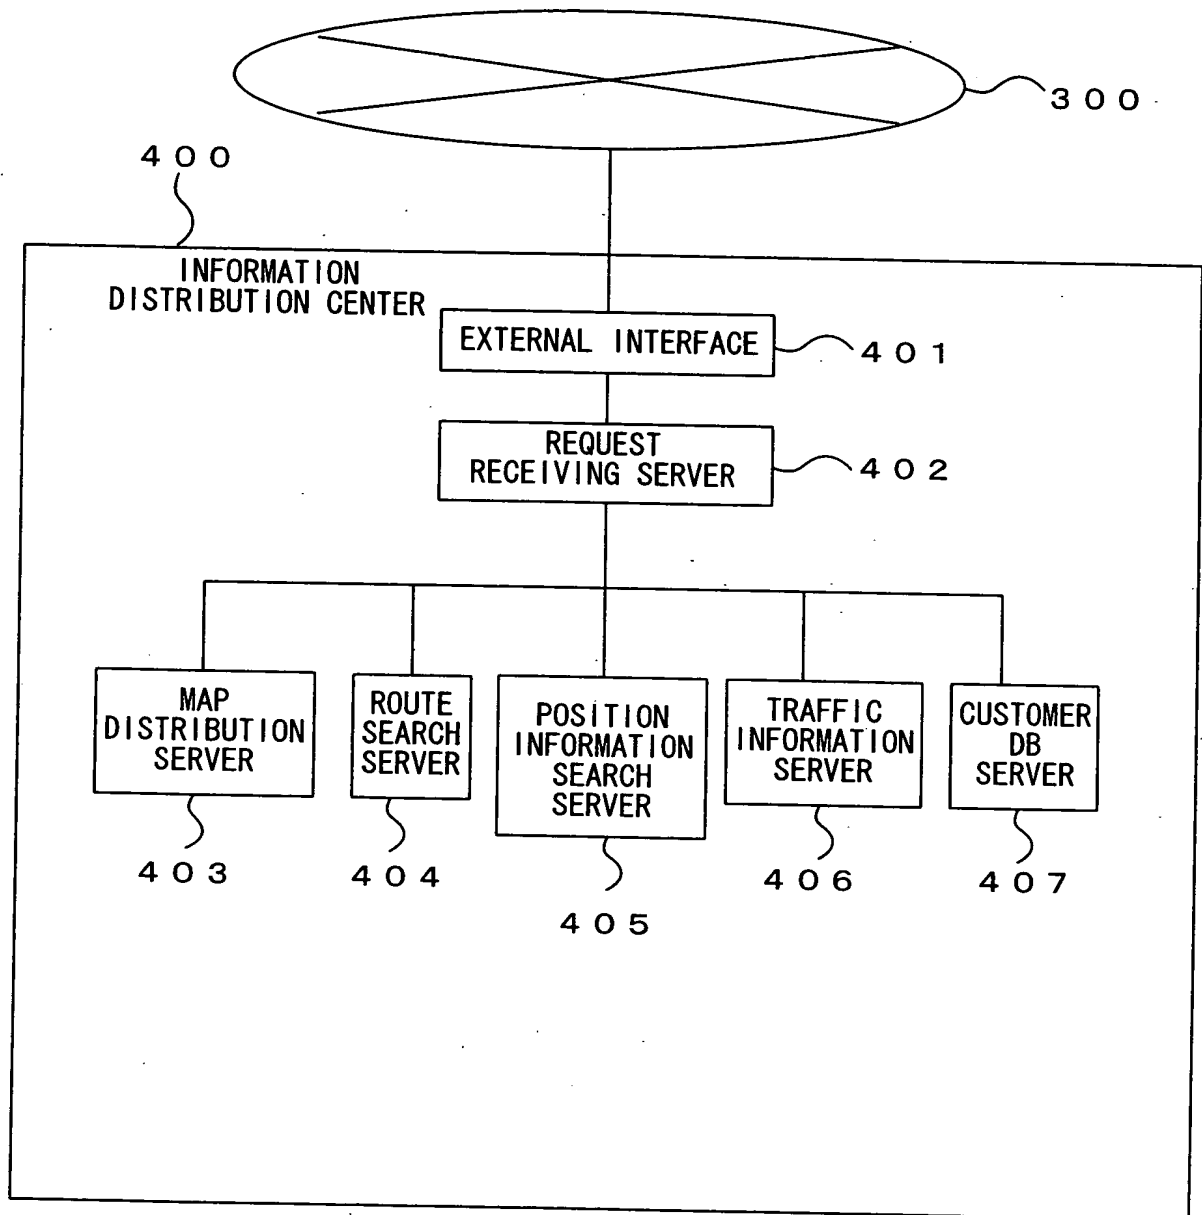 300
400
INFORMATION
DISTRIBUTION CENTER
EXTERNAL INTERFACE
401
REQUEST
RECEIVING SERVER
402
MAP
DISTRIBUTION
SERVER
ROUTE
SEARCH
SERVER
POSITION
INFORMATION
SEARCH
SERVER
TRAFFIC
INFORMATION
SERVER
CUSTOMER
DB
SERVER
403
404
405
406
407